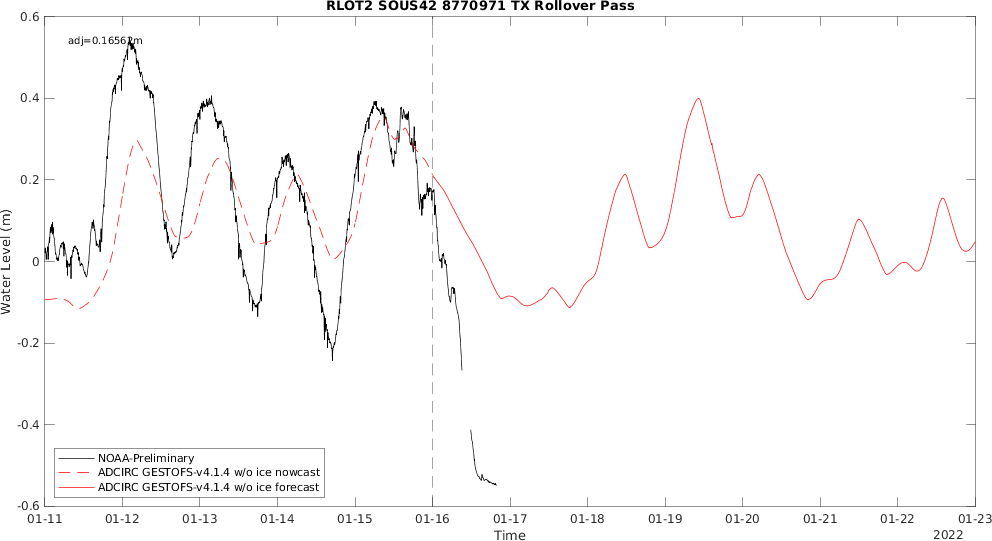 RLOT2 SOUS42 8770971 TX Rollover Pass
adj=0.16561m
0.6
0.4
0.2
0
-0.2
-0.4
-0.6
Water Level (m)
NOAA-Preliminary
ADCIRC GESTOFS-v4.1.4 w/o ice nowcast
ADCIRC GESTOFS-v4.1.4 w/o ice forecast
01-11 01-12 01-13 01-14 01-15 01-16 01-17 01-18 01-19 01-20 01-21 01-22 01-23
Time
2022